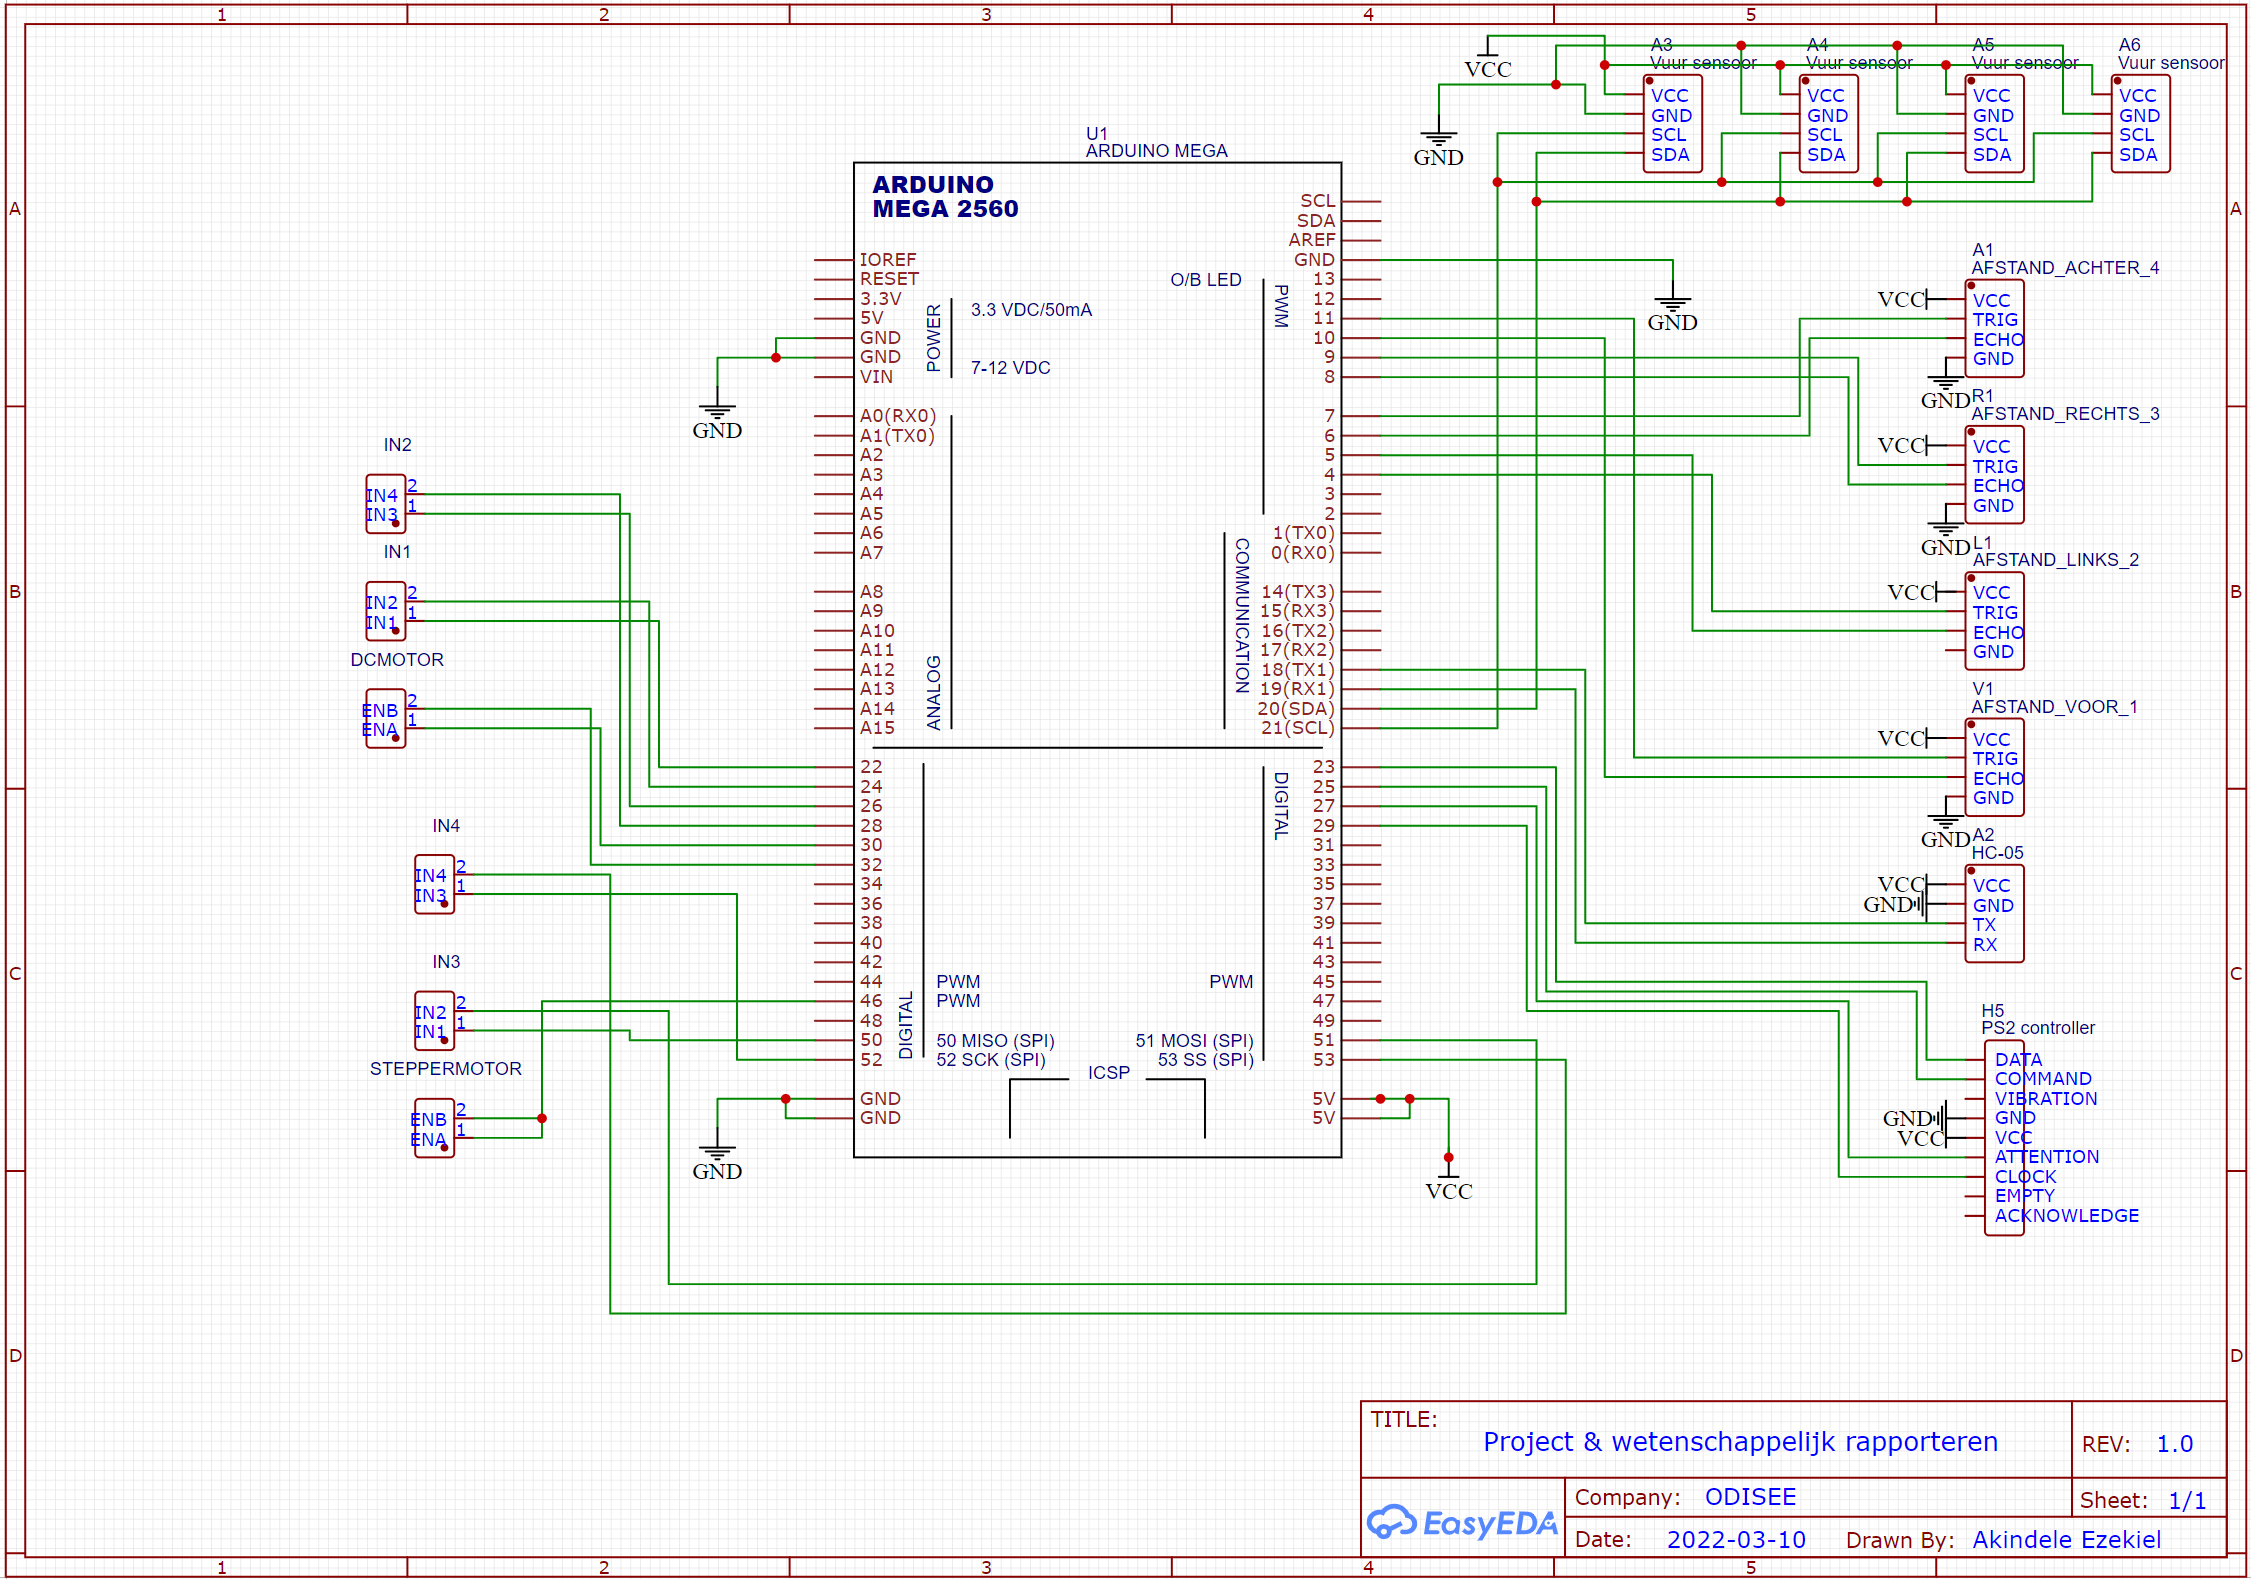 1 2 3 4 5
A
B
C
D
A
B
C
D
1 2 3 4 5
VCC
GND
A3
Vuur sensoor
VCC
GND
SCL
SDA
A4
Vuur sensoor
VCC
GND
SCL
SDA
A5
Vuur sensoor
VCC
GND
SCL
SDA
A6
Vuur sensoor
VCC
GND
SCL
SDA
U1
ARDUINO MEGA
ARDUINO
MEGA 2560
IOREF
RESET
3.3V
5V
GND
GND
VIN
POWER
3.3 VDC/50mA
7-12 VDC
GND
A0(RX0)
A1(TX0)
A2
A3
A4
A5
A6
A7
A8
A9
A10
A11
A12
A13
A14
A15
ANALOG
22
24
26
28
30
32
34
36
38
40
42
44
46
48
50
52
DIGITAL
PWM
PWM
50 MISO (SPI)
52 SCK (SPI)
GND
GND
GND
ICSP
SCL
SDA
AREF
GND
13
12
11
10
9
8
7
6
5
4
3
2
1(TX0)
0(RX0)
O/B LED
PWM
14(TX3)
15(RX3)
16(TX2)
17(RX2)
18(TX1)
19(RX1)
20(SDA)
21(SCL)
COMMUNICATION
23
25
27
29
31
33
35
37
39
41
43
45
47
49
51
53
DIGITAL
PWM
51 MOSI (SPI)
53 SS (SPI)
5V
5V
VCC
GND
IN2
IN4 2
IN3 1
IN1
IN2 2
IN1 1
DCMOTOR
ENB 2
ENA 1
IN4
IN4 2
IN3 1
IN3
IN2 2
IN1 1
STEPPERMOTOR
ENB 2
ENA 1
A1
AFSTAND_ACHTER_4
VCC VCC
TRIG
ECHO
GND
GND
R1
AFSTAND_RECHTS_3
VCC VCC
TRIG
ECHO
GND
GND
L1
AFSTAND_LINKS_2
VCC VCC
TRIG
ECHO
GND
V1
AFSTAND_VOOR_1
VCC VCC
TRIG
ECHO
GND
GND
A2
HC-05
VCC VCC
GND GND
TX
RX
H5
PS2 controller
DATA
COMMAND
VIBRATION
GND GND
VCC VCC
ATTENTION
CLOCK
EMPTY
ACKNOWLEDGE
TITLE:
Project & wetenschappelijk rapporteren
REV: 1.0
EasyEDA
Company: ODISEE
Sheet: 1/1
Date: 2022-03-10 Drawn By: Akindele Ezekiel